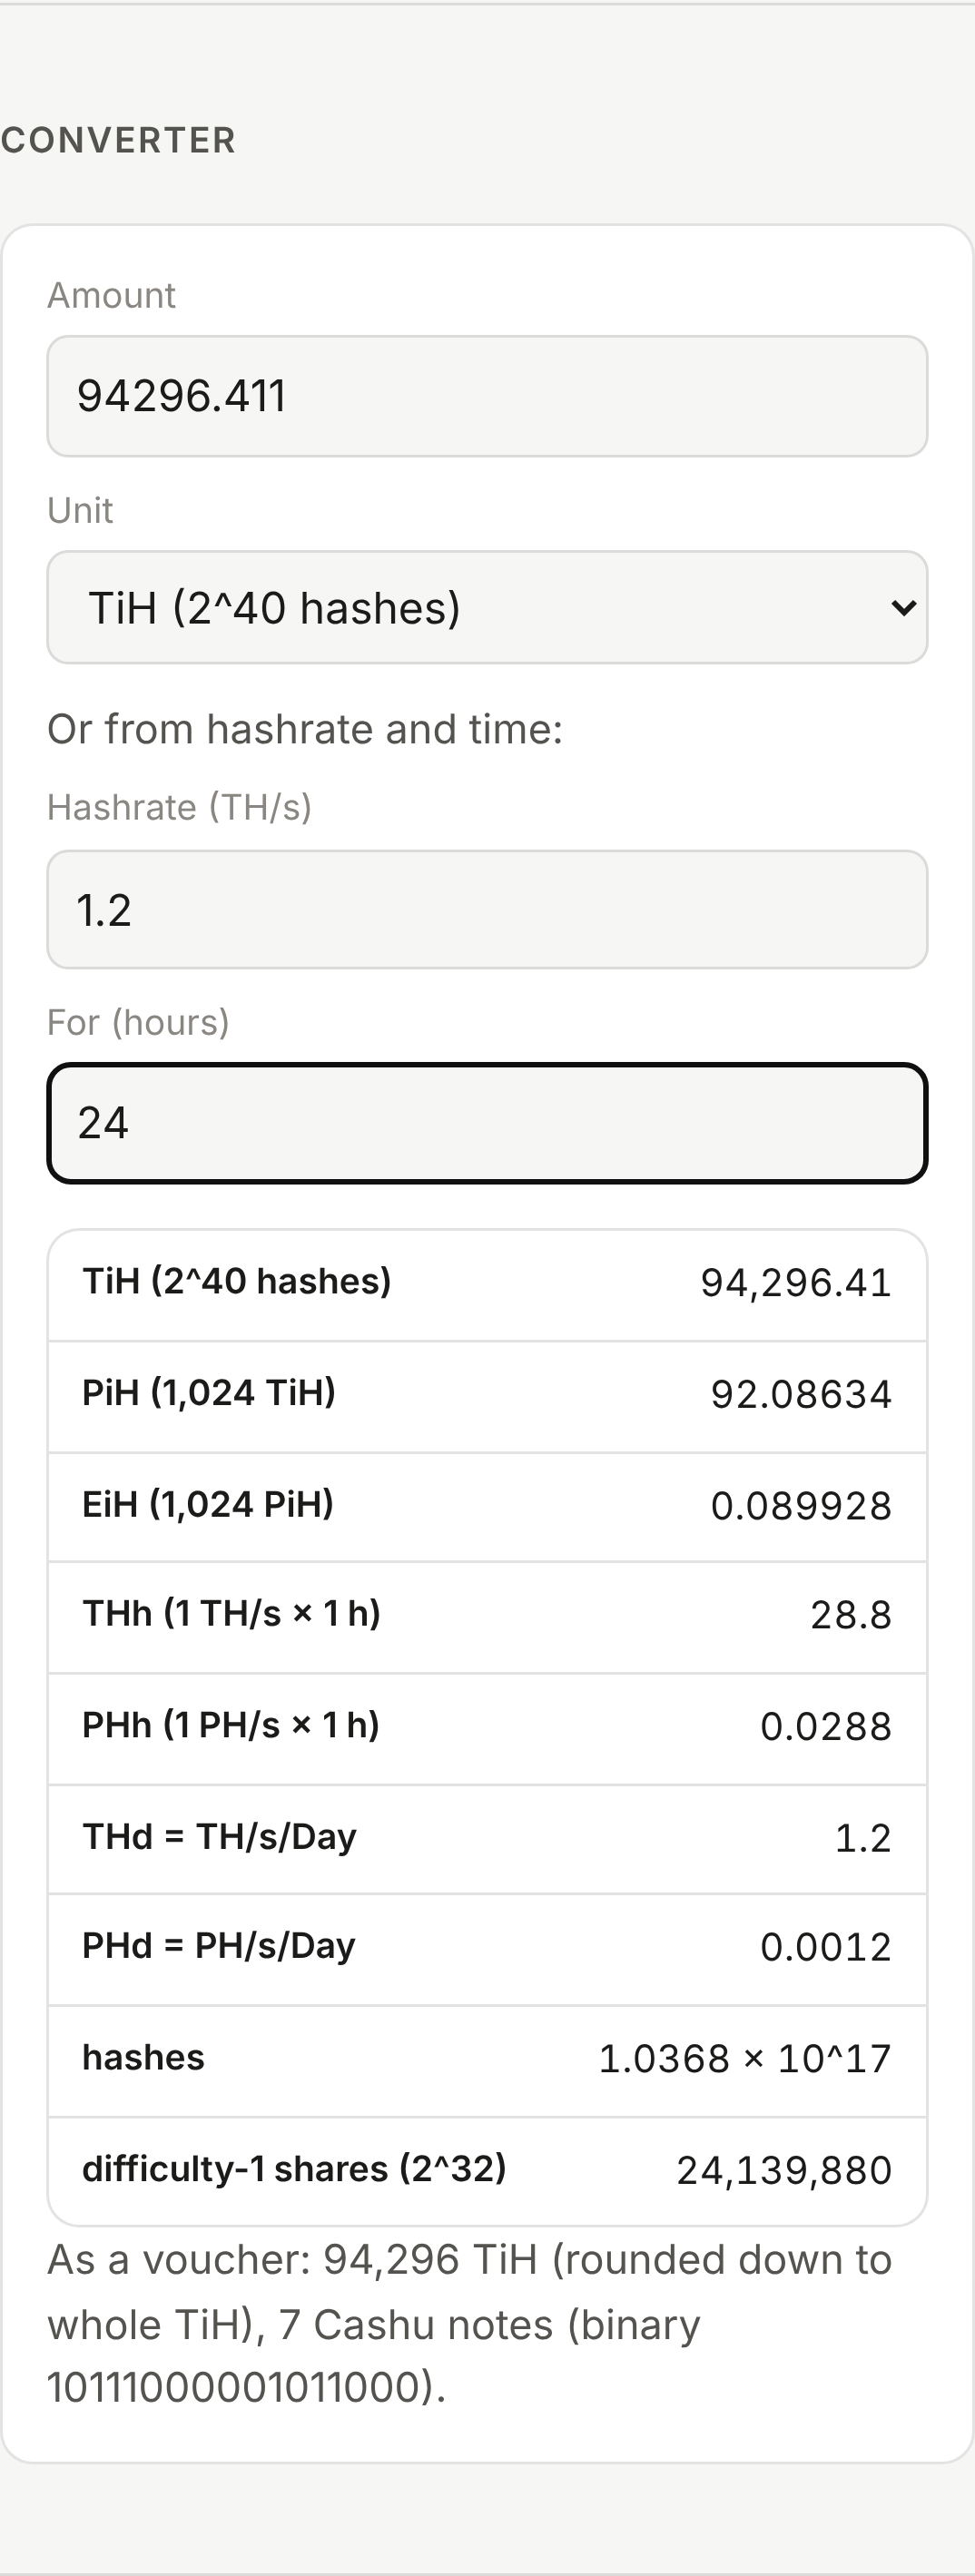 CONVERTER
Amount
94296.411
Unit
TiH (2^40 hashes)
Or from hashrate and time:
Hashrate (TH/s)
1.2
For (hours)
24
TiH (2^40 hashes) 94,296.41
PiH (1,024 TiH) 92.08634
EiH (1,024 PiH) 0.089928
THh (1 TH/s × 1 h) 28.8
PHh (1 PH/s × 1 h) 0.0288
THd = TH/s/Day 1.2
PHd = PH/s/Day 0.0012
hashes 1.0368 × 10^17
difficulty-1 shares (2^32) 24,139,880
As a voucher: 94,296 TiH (rounded down to
whole TiH), 7 Cashu notes (binary
10111000001011000).